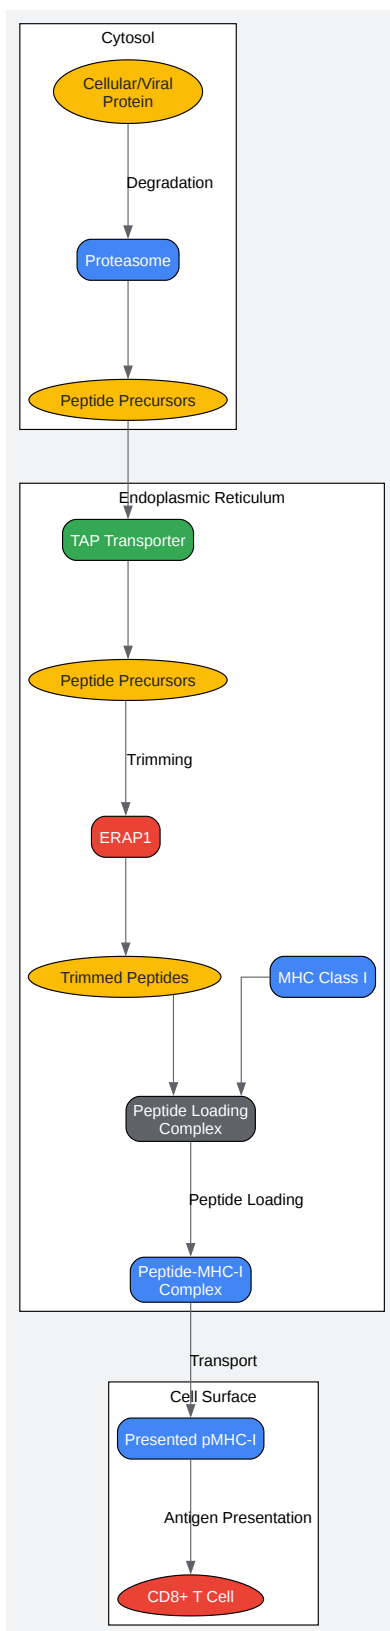 Cytosol
Cellular/Viral
Protein
Degradation
Proteasome
Peptide Precursors
Endoplasmic Reticulum
TAP Transporter
Peptide Precursors
Trimming
ERAP1
Trimmed Peptides
MHC Class I
Peptide Loading
Complex
Peptide Loading
Peptide-MHC-I
Complex
Transport
Cell Surface
Presented pMHC-I
Antigen Presentation
CD8+ T Cell